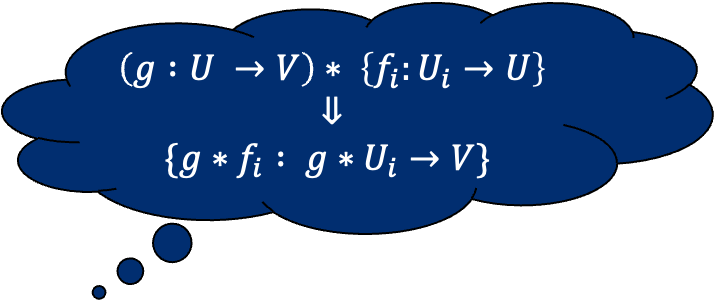 (g : U → V) ∗ {fᵢ: Uᵢ → U}
⇓
{g ∗ fᵢ : g ∗ Uᵢ → V}